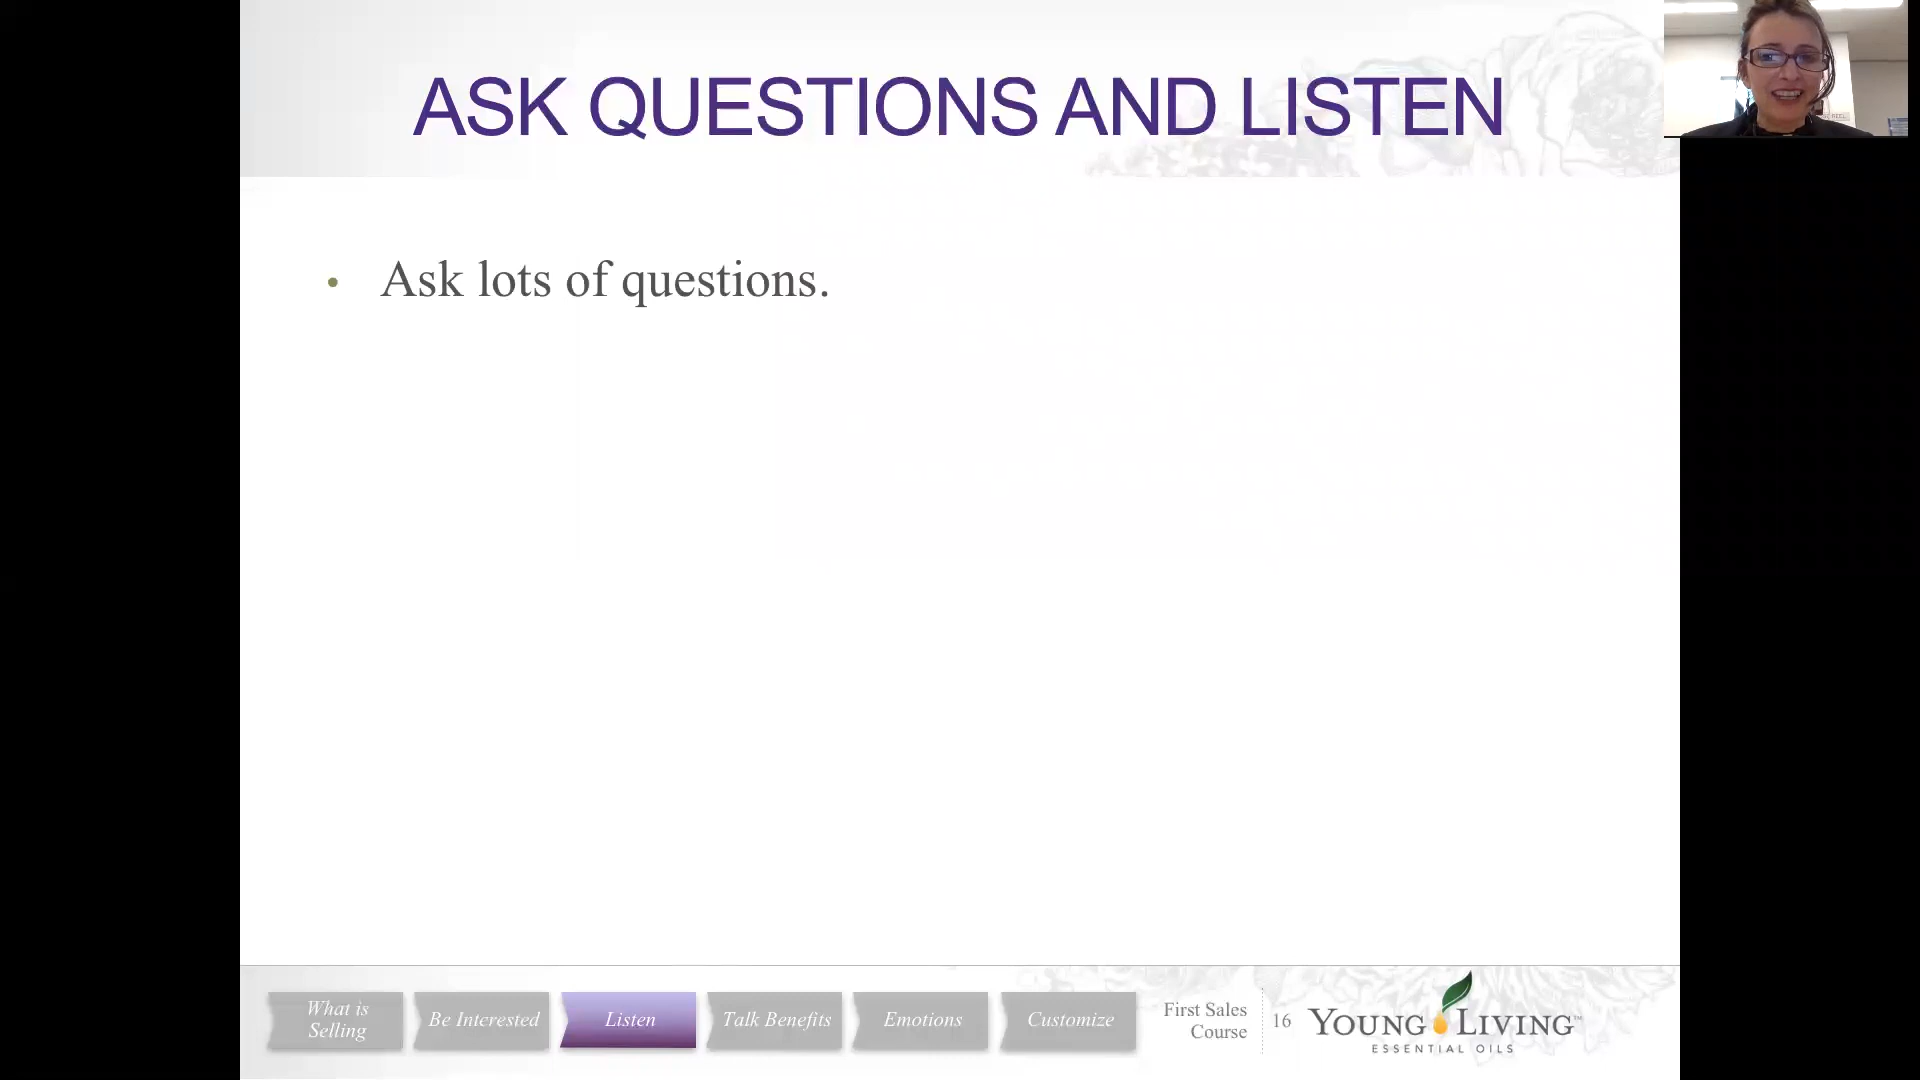 ASK QUESTIONS AND LISTEN
• Ask lots of questions.
What is
Selling
Be Interested
Listen
Talk Benefits
Emotions
Customize
First Sales
Course
16
YOUNG LIVING™
ESSENTIAL OILS